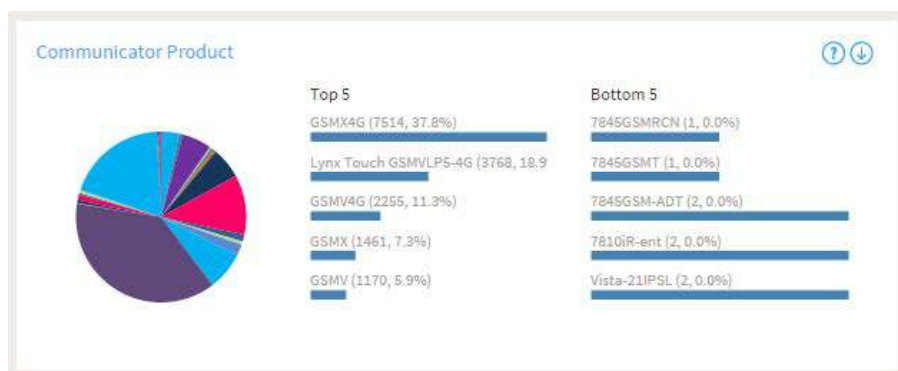 Communicator Product
?
Top 5
GSMX4G (7514, 37.8%)
Lynx Touch GSMVLP5-4G (3768, 18.9
GSMV4G (2255, 11.3%)
GSMX (1461, 7.3%)
GSMV (1170, 5.9%)
Bottom 5
7845GSMRCN (1, 0.0%)
7845GSMT (1, 0.0%)
7845GSM-ADT (2, 0.0%)
7810iR-ent (2, 0.0%)
Vista-21IPSL (2, 0.0%)